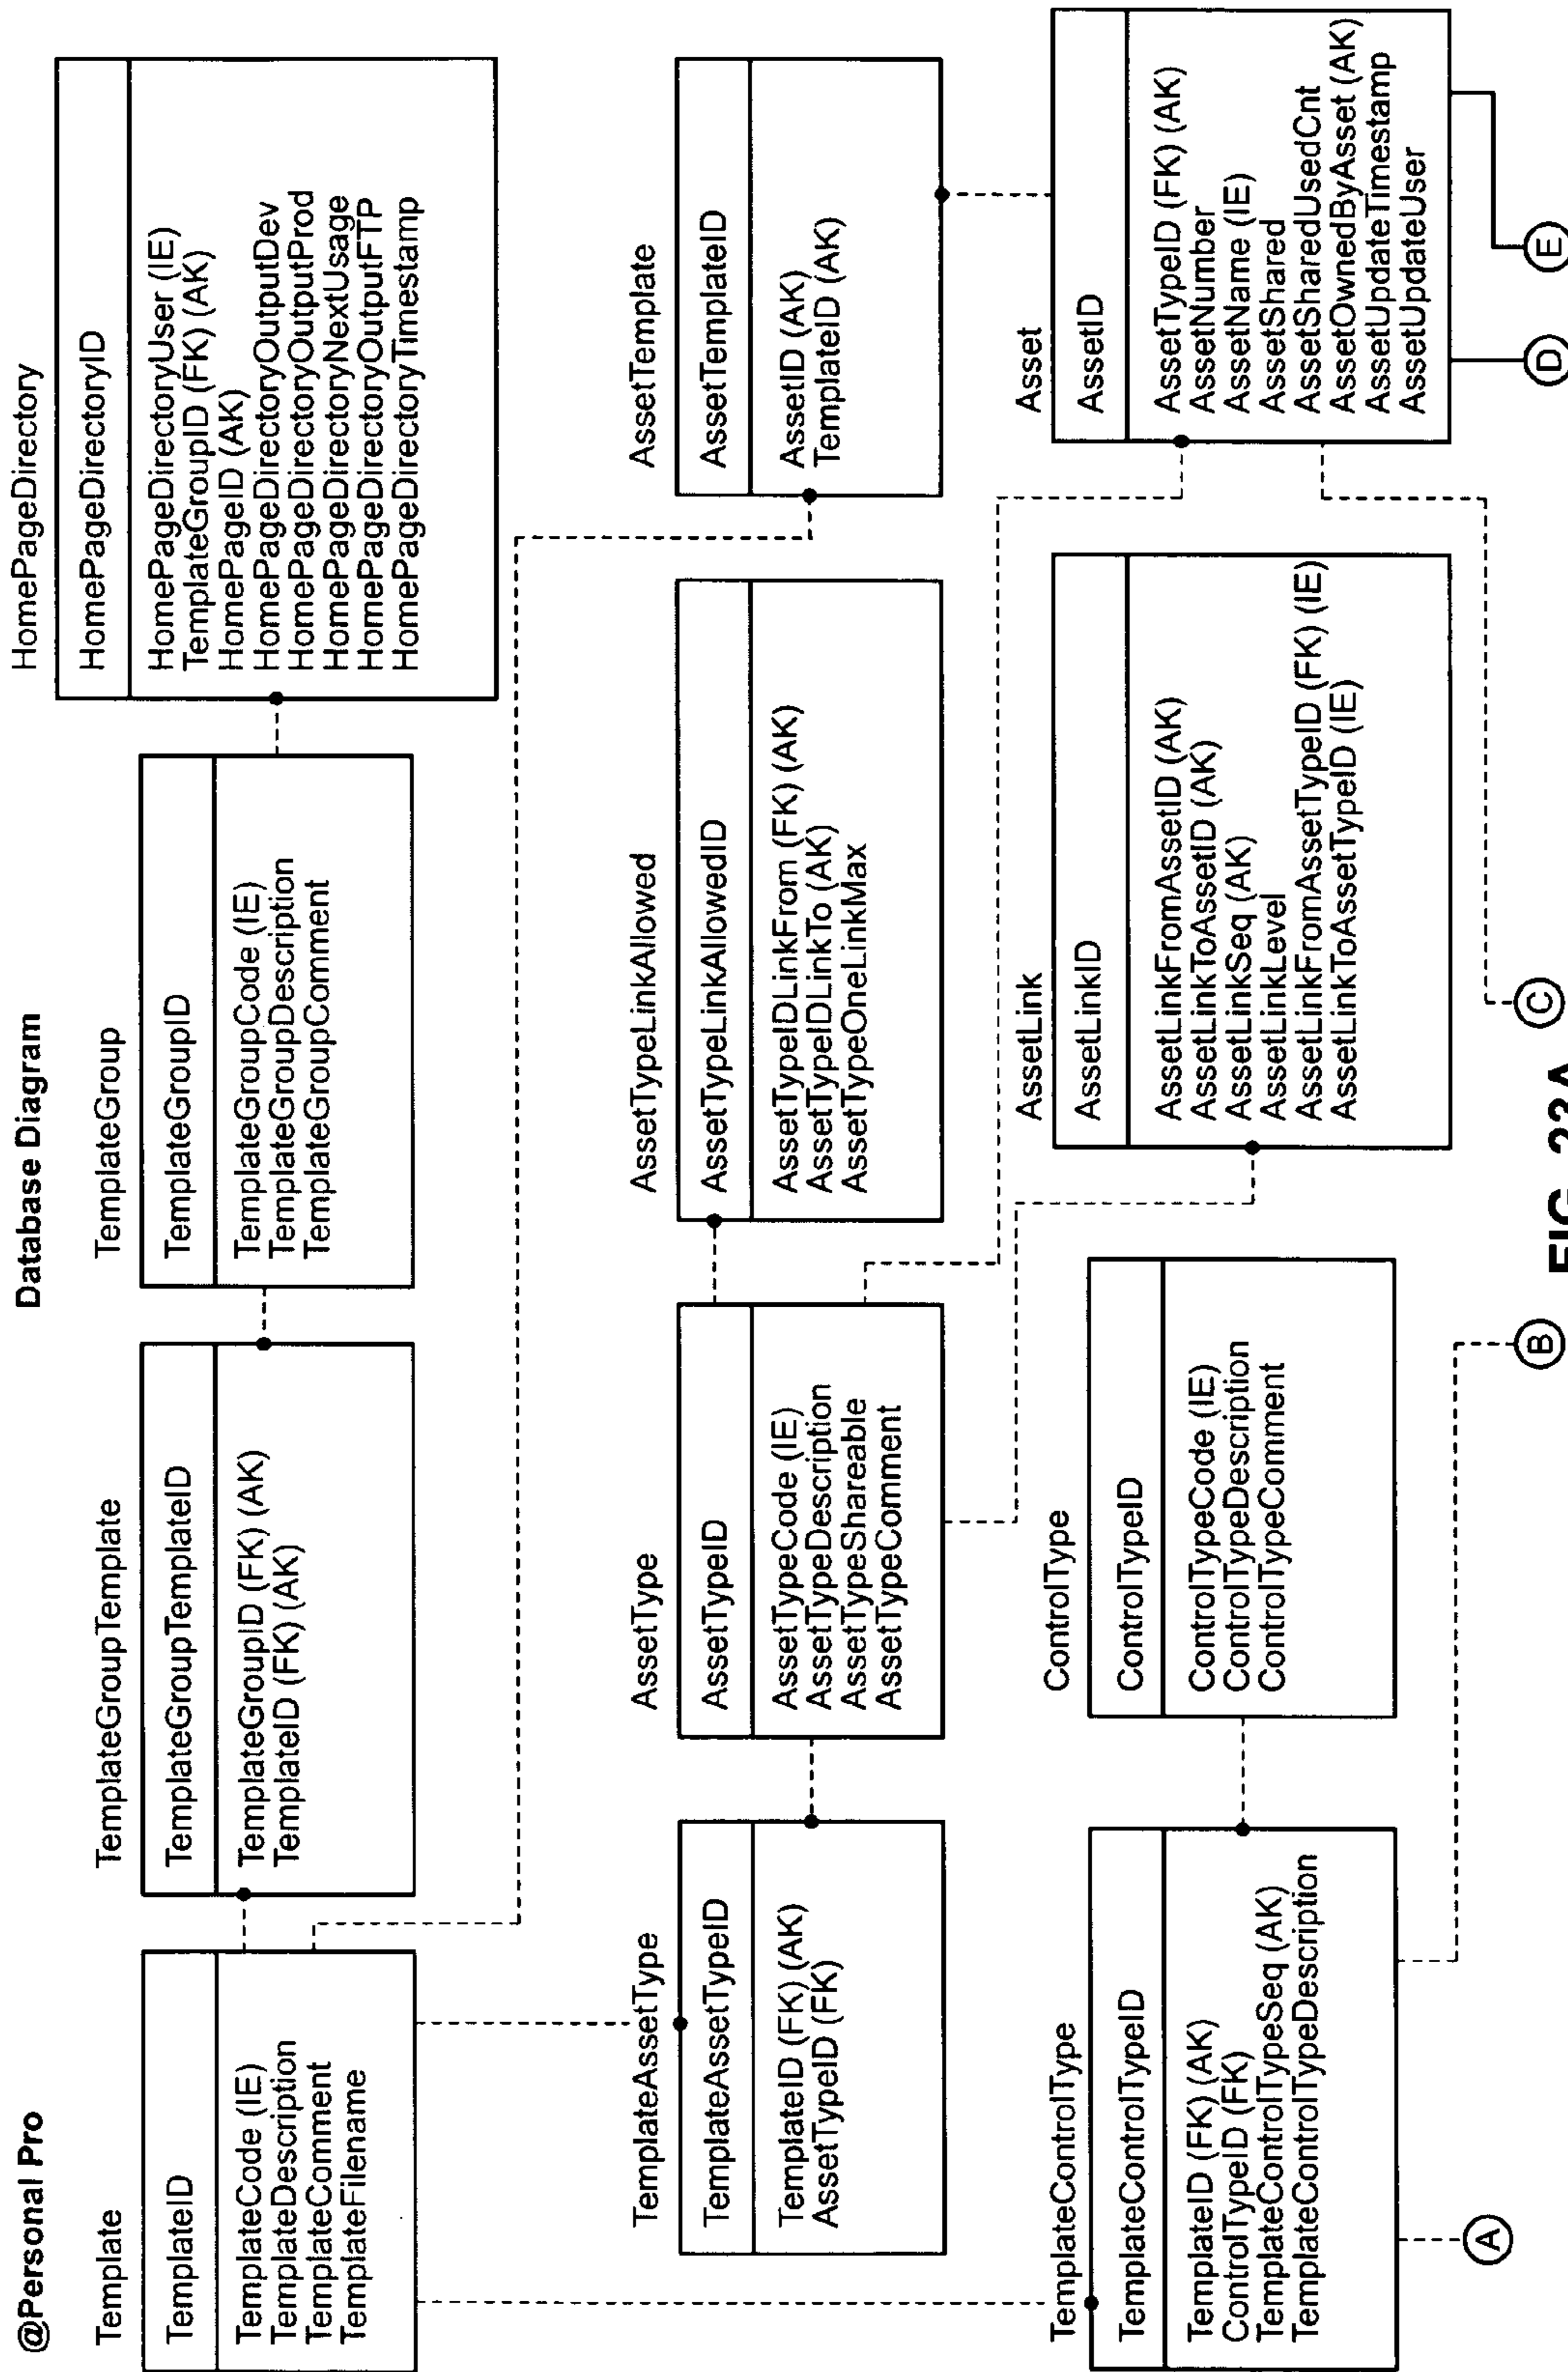 @Personal Pro
Database Diagram
Template
TemplateID
TemplateCode (IE)
TemplateDescription
TemplateComment
TemplateFilename
TemplateGroupTemplate
TemplateGroupTemplateID
TemplateGroupID (FK) (AK)
TemplateID (FK) (AK)
TemplateGroup
TemplateGroupID
TemplateGroupCode (IE)
TemplateGroupDescription
TemplateGroupComment
HomePageDirectory
HomePageDirectoryID
HomePageDirectoryUser (IE)
TemplateGroupID (FK) (AK)
HomePageID (AK)
HomePageDirectoryOutputDev
HomePageDirectoryOutputProd
HomePageDirectoryNextUsage
HomePageDirectoryOutputFTP
HomePageDirectoryTimestamp
TemplateAssetType
TemplateAssetTypeID
TemplateID (FK) (AK)
AssetTypeID (FK)
AssetType
AssetTypeID
AssetTypeCode (IE)
AssetTypeDescription
AssetTypeShareable
AssetTypeComment
AssetTypeLinkAllowed
AssetTypeLinkAllowedID
AssetTypeIDLinkFrom (FK) (AK)
AssetTypeIDLinkTo (AK)
AssetTypeOneLinkMax
AssetTemplate
AssetTemplateID
AssetID (AK)
TemplateID (AK)
TemplateControlType
TemplateControlTypeID
TemplateID (FK) (AK)
ControlTypeID (FK)
TemplateControlTypeSeq (AK)
TemplateControlTypeDescription
ControlType
ControlTypeID
ControlTypeCode (IE)
ControlTypeDescription
ControlTypeComment
AssetLink
AssetLinkID
AssetLinkFromAssetID (AK)
AssetLinkToAssetID (AK)
AssetLinkSeq (AK)
AssetLinkLevel
AssetLinkFromAssetTypeID (FK) (IE)
AssetLinkToAssetTypeID (IE)
Asset
AssetID
AssetTypeID (FK) (AK)
AssetNumber
AssetName (IE)
AssetShared
AssetSharedUsedCnt
AssetOwnedByAsset (AK)
AssetUpdateTimestamp
AssetUpdateUser
A
B
C
D
E
FIG. 23A